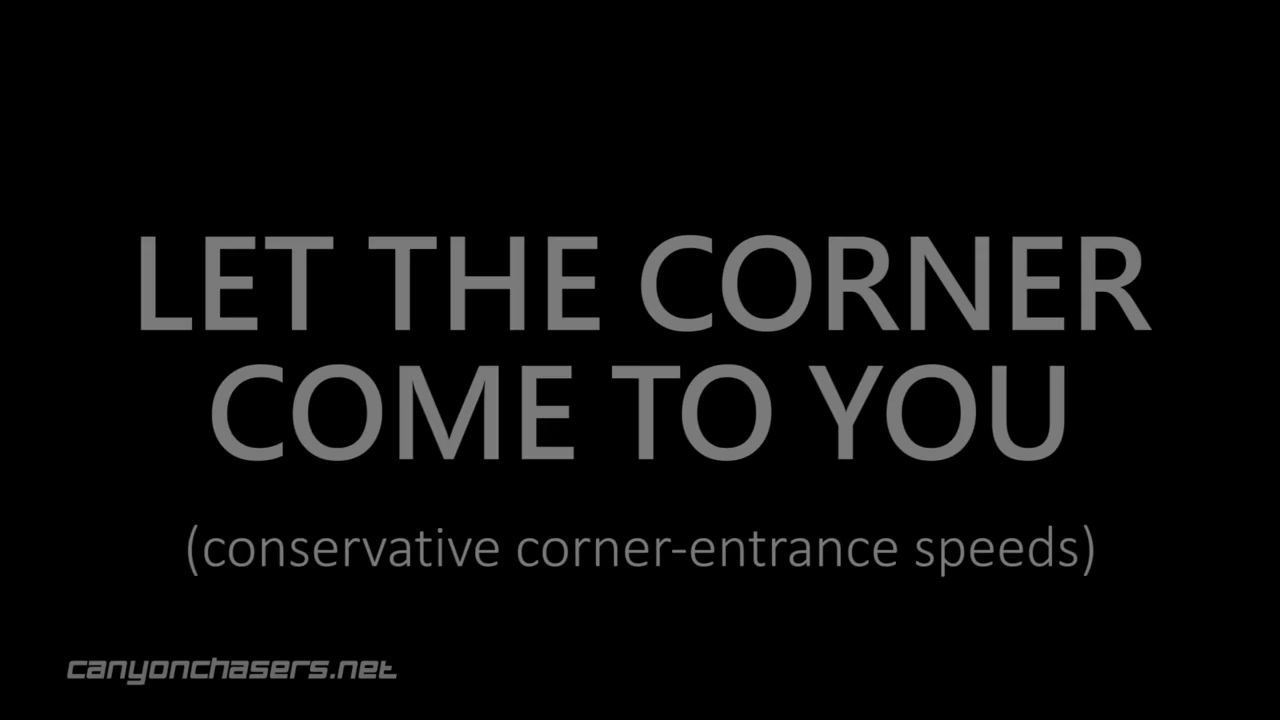 LET THE CORNER
COME TO YOU
(conservative corner-entrance speeds)
canyonchasers.net